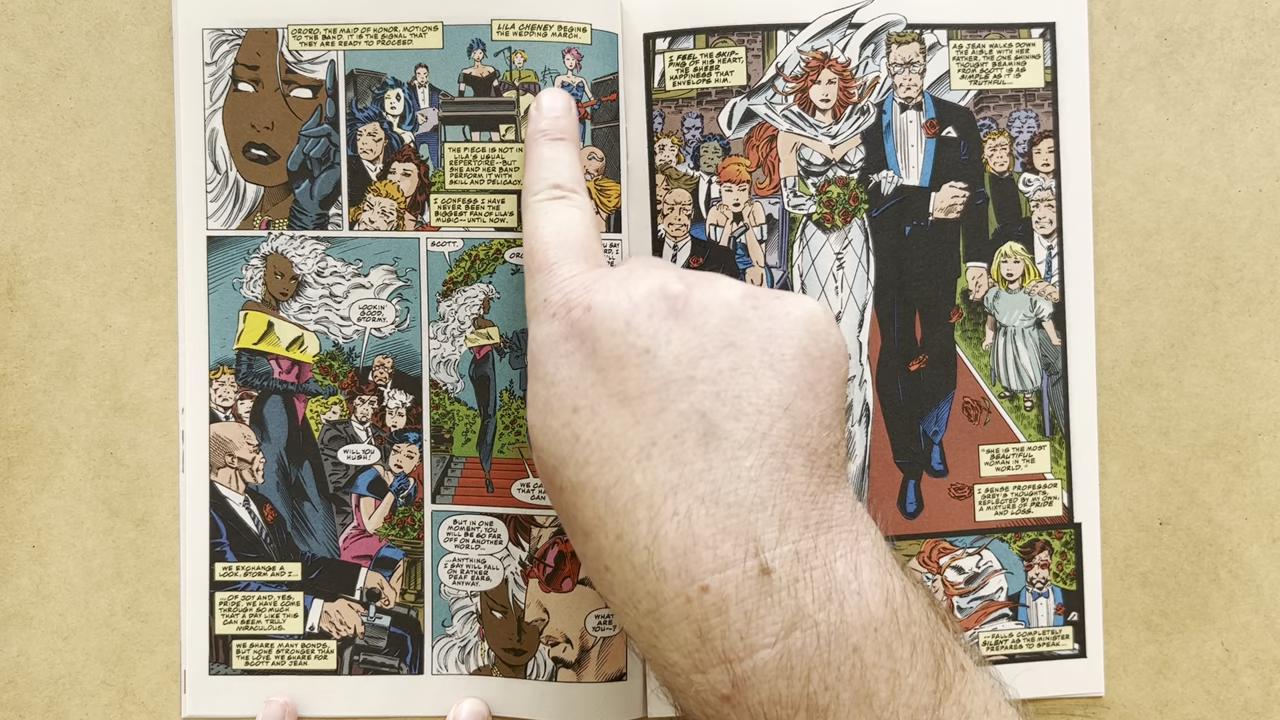 ORORO, THE MAID OF HONOR, MOTIONS
TO THE BAND. IT IS THE SIGNAL THAT
THEY ARE READY TO PROCEED.
LILA CHENEY BEGINS
THE WEDDING MARCH.
THE PIECE IS NOT IN
LILA'S USUAL
REPERTOIRE--BUT
SHE AND HER BAND
PERFORM IT WITH
SKILL AND DELICACY.
I CONFESS I HAVE
NEVER BEEN THE
BIGGEST FAN OF LILA'S
MUSIC--UNTIL NOW.
LOOKIN'
GOOD,
STORMY.
WILL YOU
HUSH!
WE EXCHANGE A
LOOK, STORM AND I...
...OF JOY AND, YES,
PRIDE. WE HAVE COME
THROUGH SO MUCH
THAT A DAY LIKE THIS
CAN SEEM TRULY
MIRACULOUS.
WE SHARE MANY BONDS,
BUT NONE STRONGER THAN
THE LOVE WE SHARE FOR
SCOTT AND JEAN.
SCOTT.
WE
THAT
CAN
BUT IN ONE
MOMENT, YOU
WILL BE SO FAR
OFF ON ANOTHER
WORLD...
...ANYTHING
I SAY WILL FALL
ON RATHER
DEAF EARS,
ANYWAY.
WHAT
ARE
YOU--?
I FEEL THE SKIP-
PING OF HIS HEART,
THE SHEER
HAPPINESS THAT
ENVELOPS HIM.
AS JEAN WALKS DOWN
THE AISLE WITH HER
FATHER, THE ONE SHINING
THOUGHT BEAMING
FROM SCOTT IS AS
SIMPLE AS IT IS
TRUTHFUL...
"SHE IS THE MOST
BEAUTIFUL
WOMAN IN THE
WORLD."
I SENSE PROFESSOR
GREY'S THOUGHTS,
REFLECTED BY MY OWN,
A MIXTURE OF PRIDE
AND LOSS.
--FALLS COMPLETELY
SILENT AS THE MINISTER
PREPARES TO SPEAK...